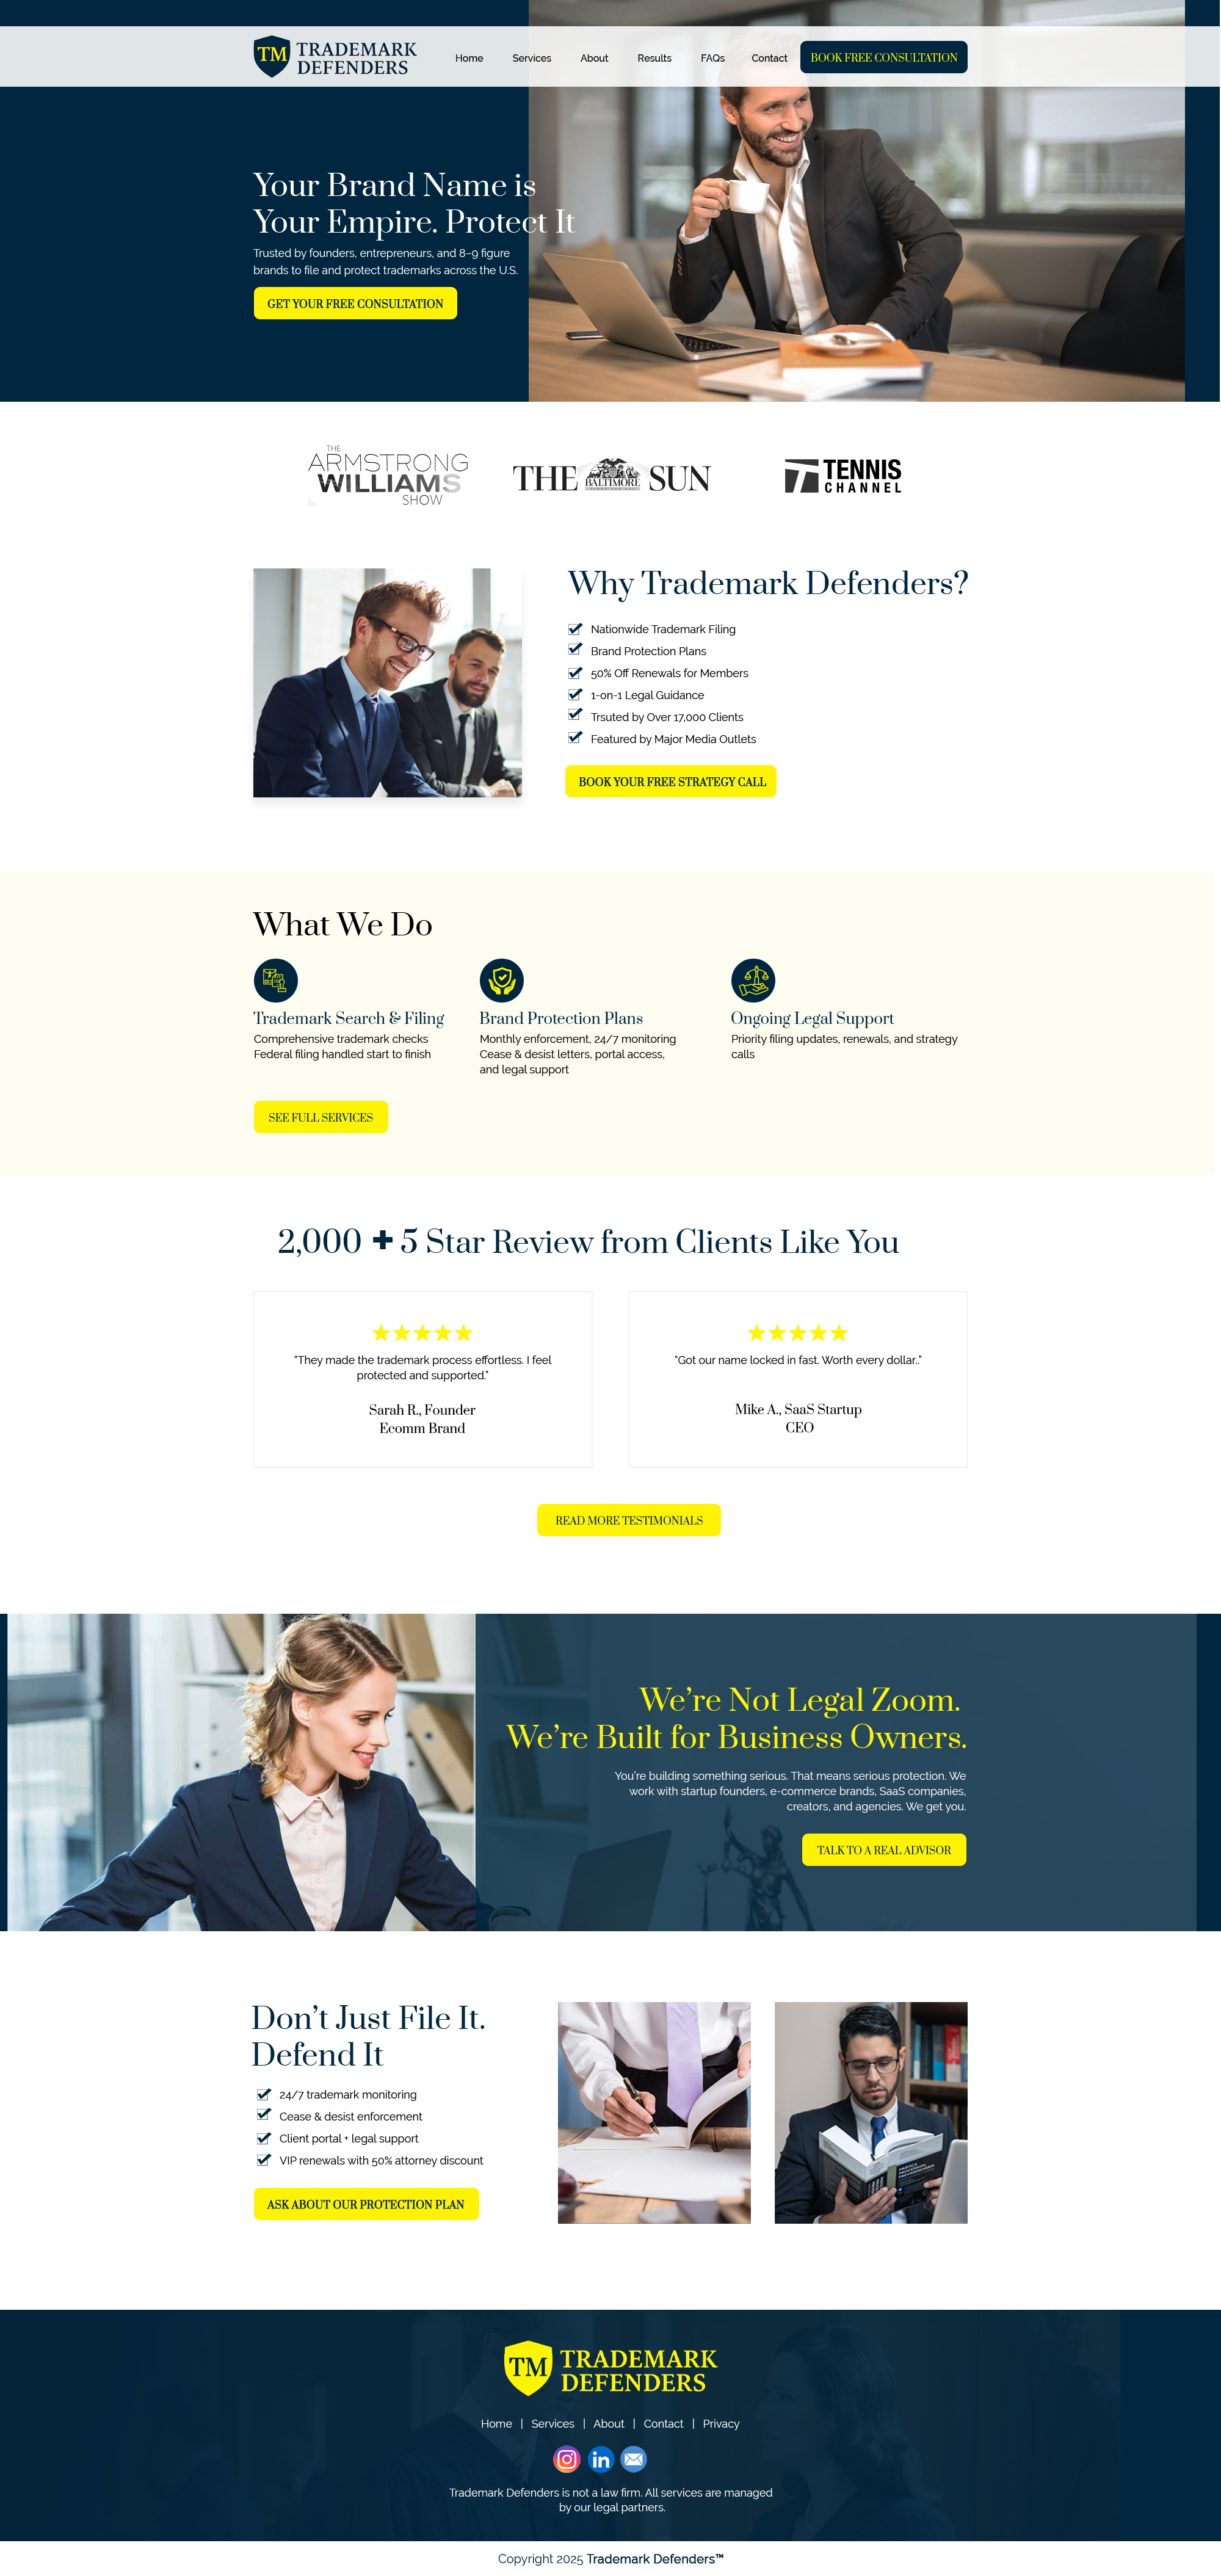 TM TRADEMARK
DEFENDERS
Home Services About Results FAQs Contact BOOK FREE CONSULTATION
Your Brand Name is
Your Empire. Protect It
Trusted by founders, entrepreneurs, and 8–9 figure
brands to file and protect trademarks across the U.S.
GET YOUR FREE CONSULTATION
THE
ARMSTRONG
WILLIAMS
SHOW
THE BALTIMORE SUN
TENNIS
CHANNEL
Why Trademark Defenders?
Nationwide Trademark Filing
Brand Protection Plans
50% Off Renewals for Members
1-on-1 Legal Guidance
Trsuted by Over 17,000 Clients
Featured by Major Media Outlets
BOOK YOUR FREE STRATEGY CALL
What We Do
Trademark Search & Filing
Comprehensive trademark checks
Federal filing handled start to finish
Brand Protection Plans
Monthly enforcement, 24/7 monitoring
Cease & desist letters, portal access,
and legal support
Ongoing Legal Support
Priority filing updates, renewals, and strategy
calls
SEE FULL SERVICES
2,000 + 5 Star Review from Clients Like You
“They made the trademark process effortless. I feel
protected and supported.”
Sarah R., Founder
Ecomm Brand
“Got our name locked in fast. Worth every dollar..”
Mike A., SaaS Startup
CEO
READ MORE TESTIMONIALS
We’re Not Legal Zoom.
We’re Built for Business Owners.
You’re building something serious. That means serious protection. We
work with startup founders, e-commerce brands, SaaS companies,
creators, and agencies. We get you.
TALK TO A REAL ADVISOR
Don’t Just File It.
Defend It
24/7 trademark monitoring
Cease & desist enforcement
Client portal + legal support
VIP renewals with 50% attorney discount
ASK ABOUT OUR PROTECTION PLAN
TM TRADEMARK
DEFENDERS
Home | Services | About | Contact | Privacy
in
Trademark Defenders is not a law firm. All services are managed
by our legal partners.
Copyright 2025 Trademark Defenders™